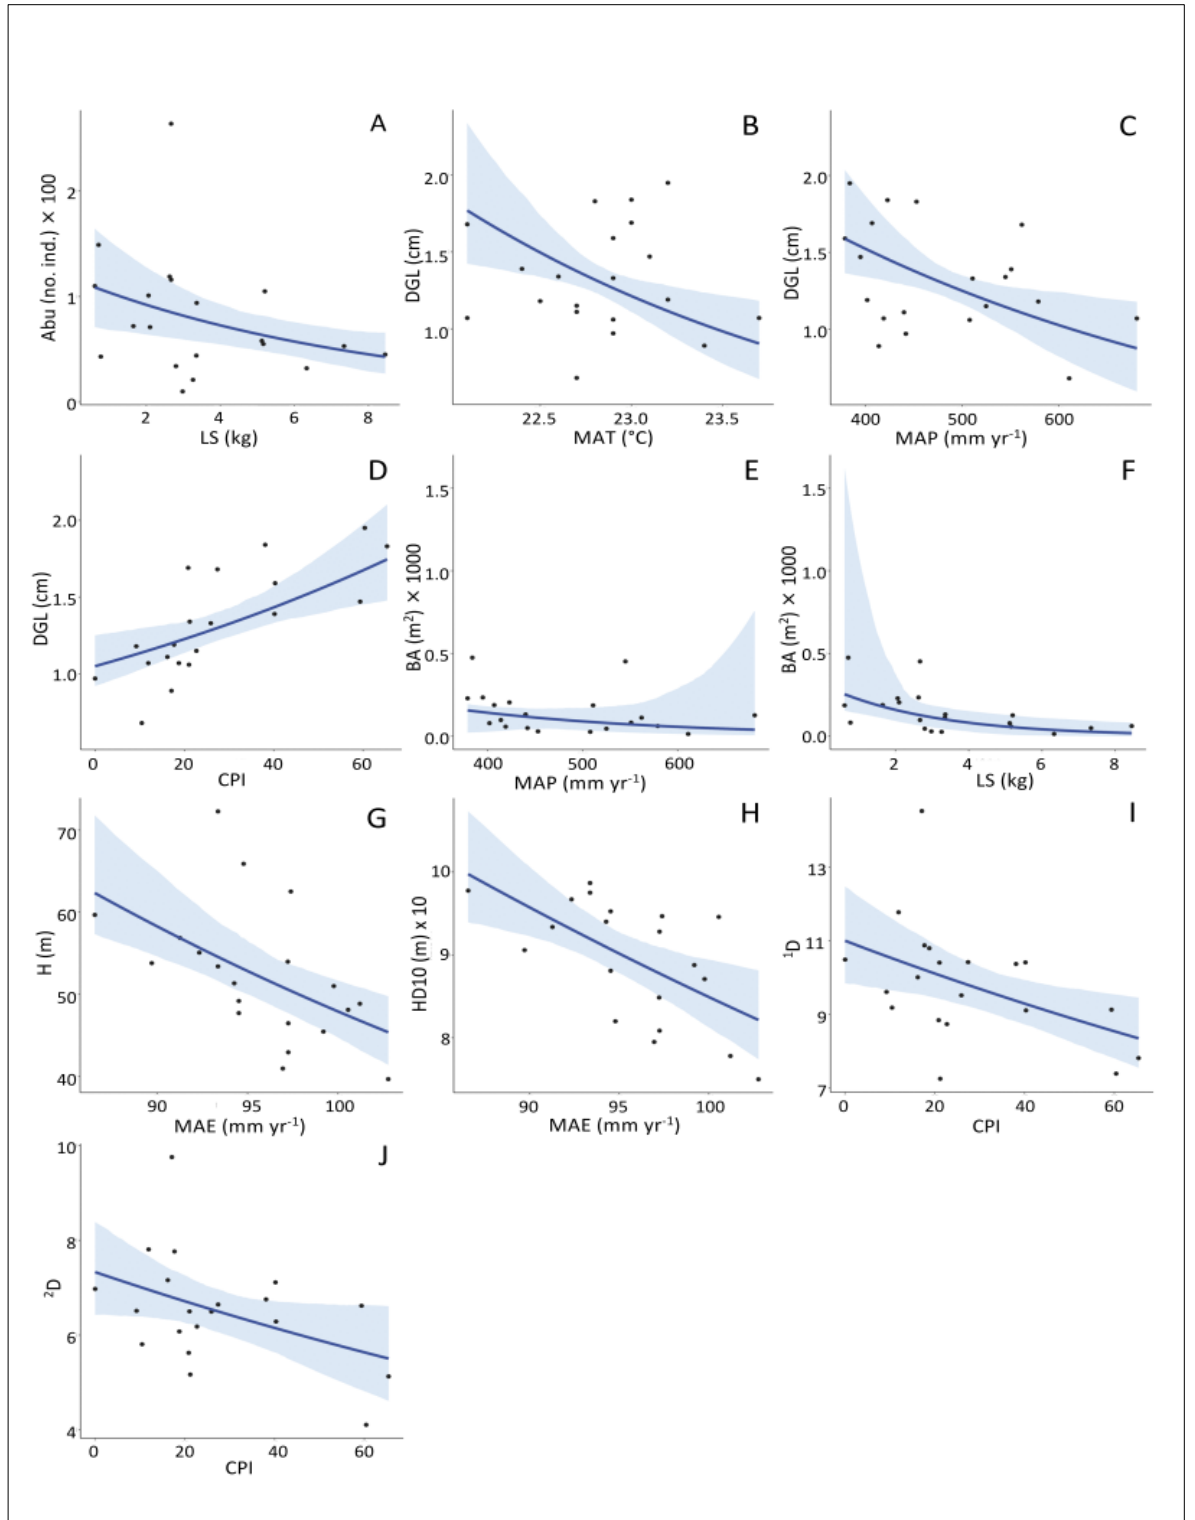 A
Abu (no. ind.) × 100
2
1
0
2 4 6 8
LS (kg)
B
DGL (cm)
2.0
1.5
1.0
22.5 23.0 23.5
MAT (°C)
C
DGL (cm)
2.0
1.5
1.0
400 500 600
MAP (mm yr⁻¹)
D
DGL (cm)
2.0
1.5
1.0
0 20 40 60
CPI
E
BA (m²) × 1000
1.5
1.0
0.5
0.0
400 500 600
MAP (mm yr⁻¹)
F
BA (m²) × 1000
1.5
1.0
0.5
0.0
2 4 6 8
LS (kg)
G
H (m)
70
60
50
40
90 95 100
MAE (mm yr⁻¹)
H
HD10 (m) x 10
10
9
8
90 95 100
MAE (mm yr⁻¹)
I
¹D
13
11
9
7
0 20 40 60
CPI
J
²D
10
8
6
4
0 20 40 60
CPI